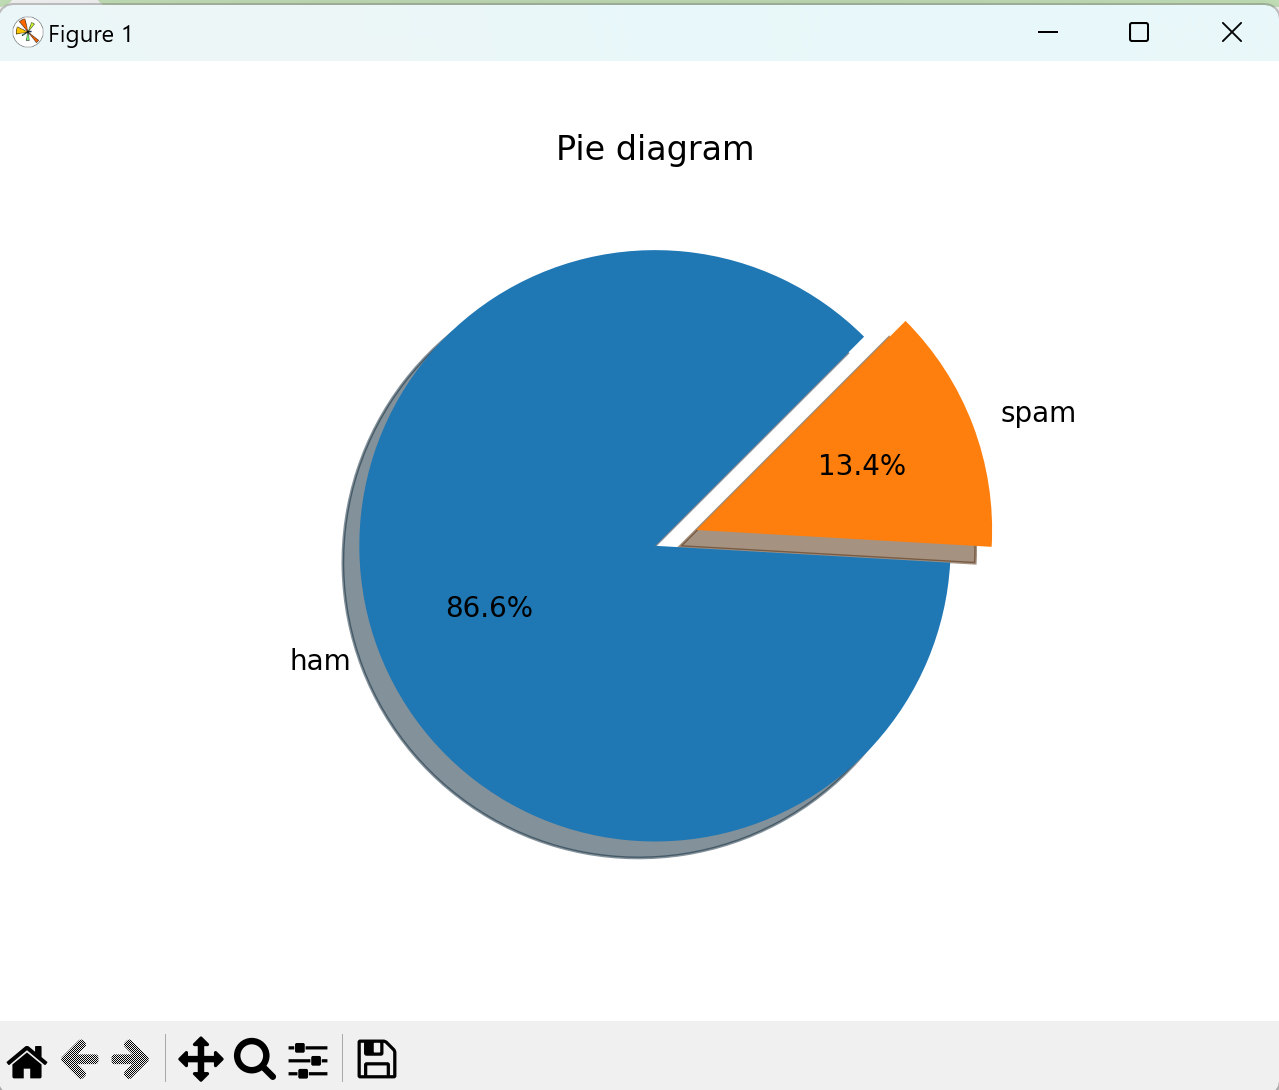 Figure 1
Pie diagram
spam
13.4%
86.6%
ham